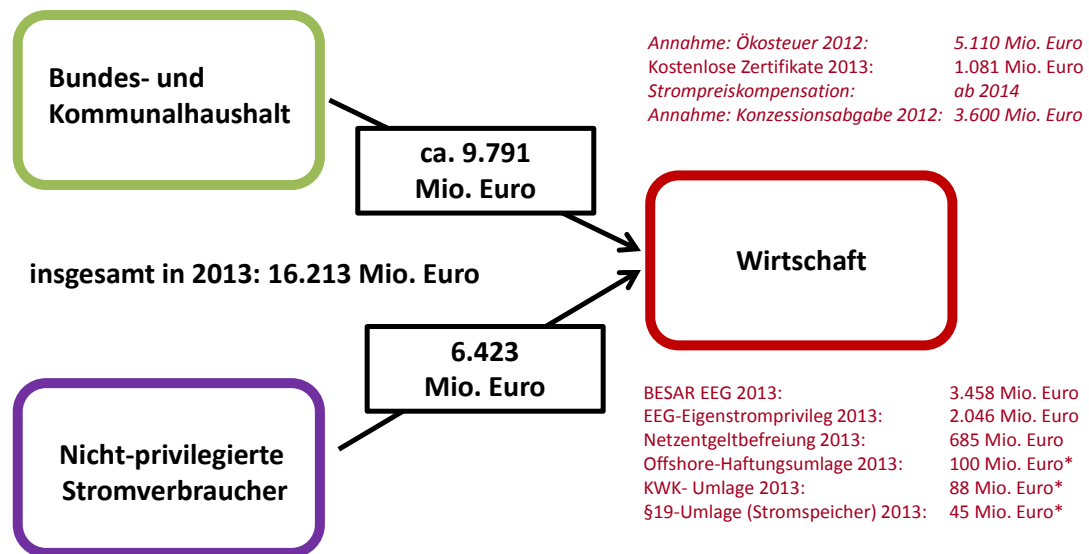 Bundes- und
Kommunalhaushalt
ca. 9.791
Mio. Euro
Annahme: Ökosteuer 2012: 5.110 Mio. Euro
Kostenlose Zertifikate 2013: 1.081 Mio. Euro
Strompreiskompensation: ab 2014
Annahme: Konzessionsabgabe 2012: 3.600 Mio. Euro
insgesamt in 2013: 16.213 Mio. Euro
Wirtschaft
6.423
Mio. Euro
Nicht-privilegierte
Stromverbraucher
BESAR EEG 2013: 3.458 Mio. Euro
EEG-Eigenstromprivileg 2013: 2.046 Mio. Euro
Netzentgeltbefreiung 2013: 685 Mio. Euro
Offshore-Haftungsumlage 2013: 100 Mio. Euro*
KWK- Umlage 2013: 88 Mio. Euro*
§19-Umlage (Stromspeicher) 2013: 45 Mio. Euro*